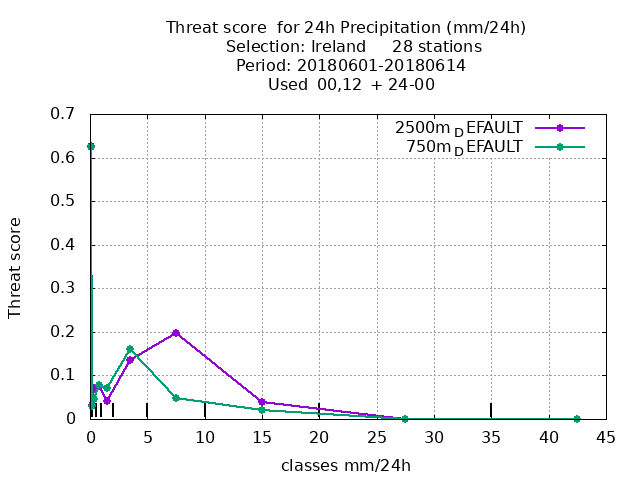 Threat score  for 24h Precipitation (mm/24h)
Selection: Ireland     28 stations
Period: 20180601-20180614
Used  00,12  + 24-00
2500m_DEFAULT
750m_DEFAULT
0.7
0.6
0.5
0.4
0.3
0.2
0.1
0
Threat score
0 5 10 15 20 25 30 35 40 45
classes mm/24h